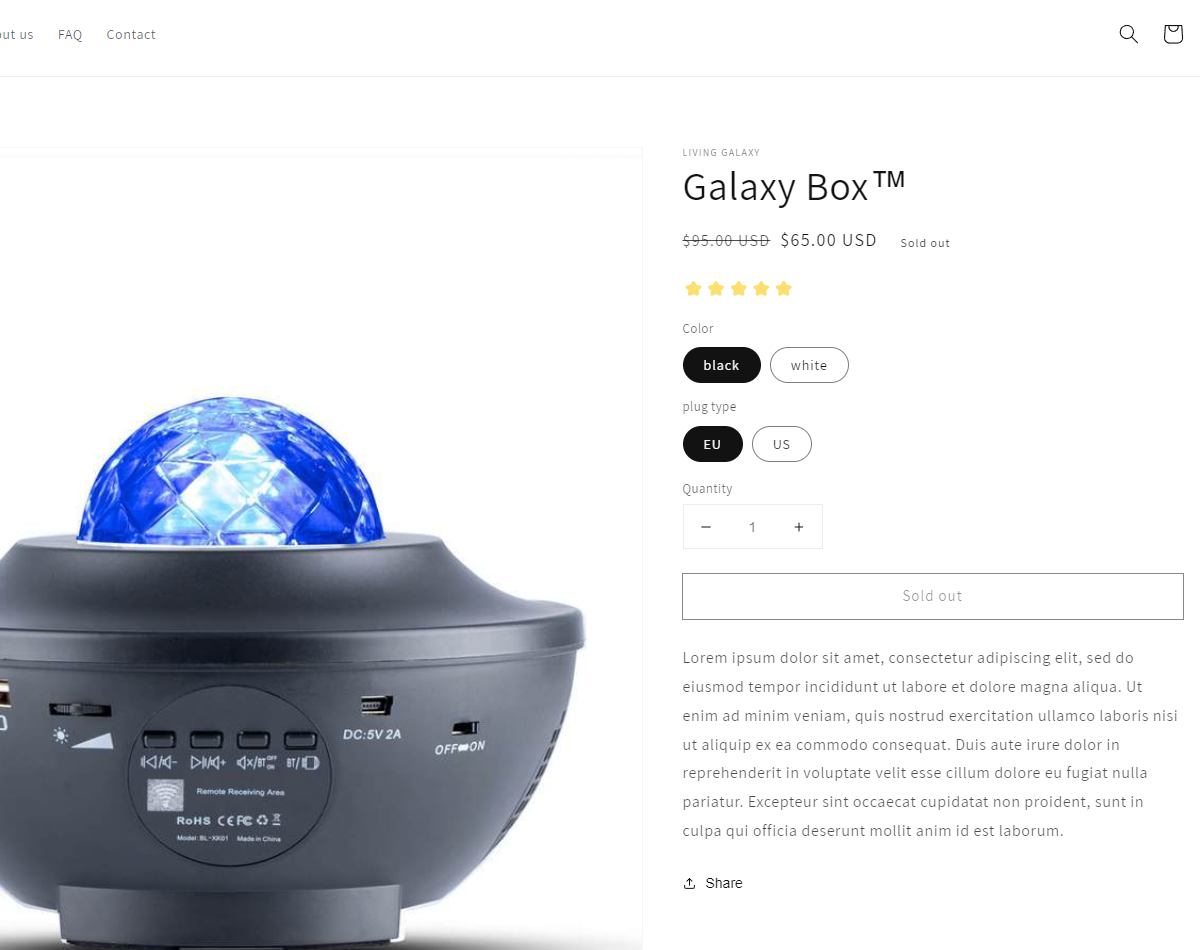 out us FAQ Contact
LIVING GALAXY
Galaxy Box™
$95.00 USD $65.00 USD Sold out
Color
black white
plug type
EU US
Quantity
− 1 +
Sold out
Lorem ipsum dolor sit amet, consectetur adipiscing elit, sed do
eiusmod tempor incididunt ut labore et dolore magna aliqua. Ut
enim ad minim veniam, quis nostrud exercitation ullamco laboris nisi
ut aliquip ex ea commodo consequat. Duis aute irure dolor in
reprehenderit in voluptate velit esse cillum dolore eu fugiat nulla
pariatur. Excepteur sint occaecat cupidatat non proident, sunt in
culpa qui officia deserunt mollit anim id est laborum.
Share
DC:5V 2A
OFF ON
/BT OFF ON
BT/
Remote Receiving Area
RoHS CE FC
Model: BL-XK01 Made in China